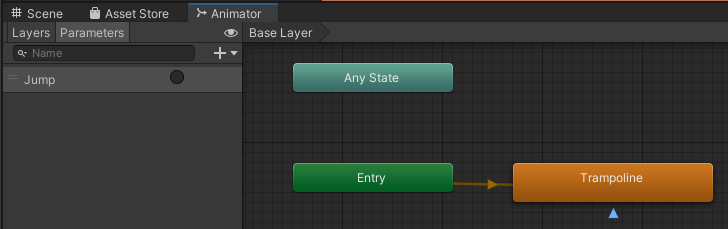 Scene Asset Store Animator
Layers Parameters Base Layer
Name
Jump
Any State
Entry Trampoline